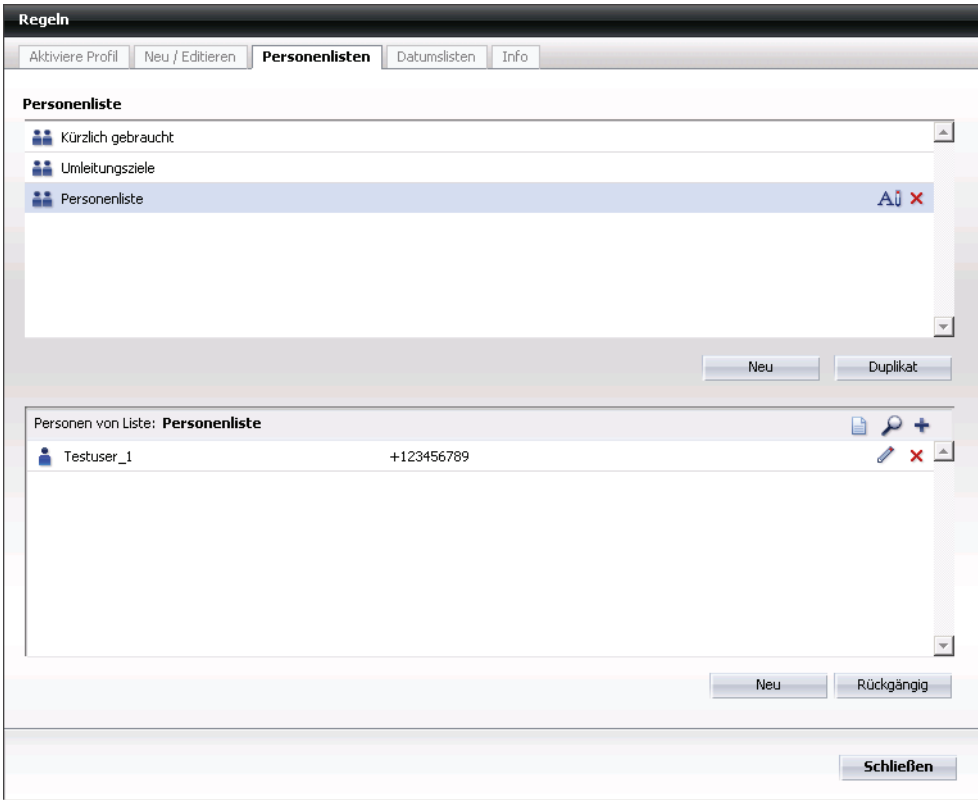 Regeln
Aktiviere Profil Neu / Editieren Personenlisten Datumslisten Info
Personenliste
Kürzlich gebraucht
Umleitungsziele
Personenliste
Neu Duplikat
Personen von Liste: Personenliste
Testuser_1 +123456789
Neu Rückgängig
Schließen